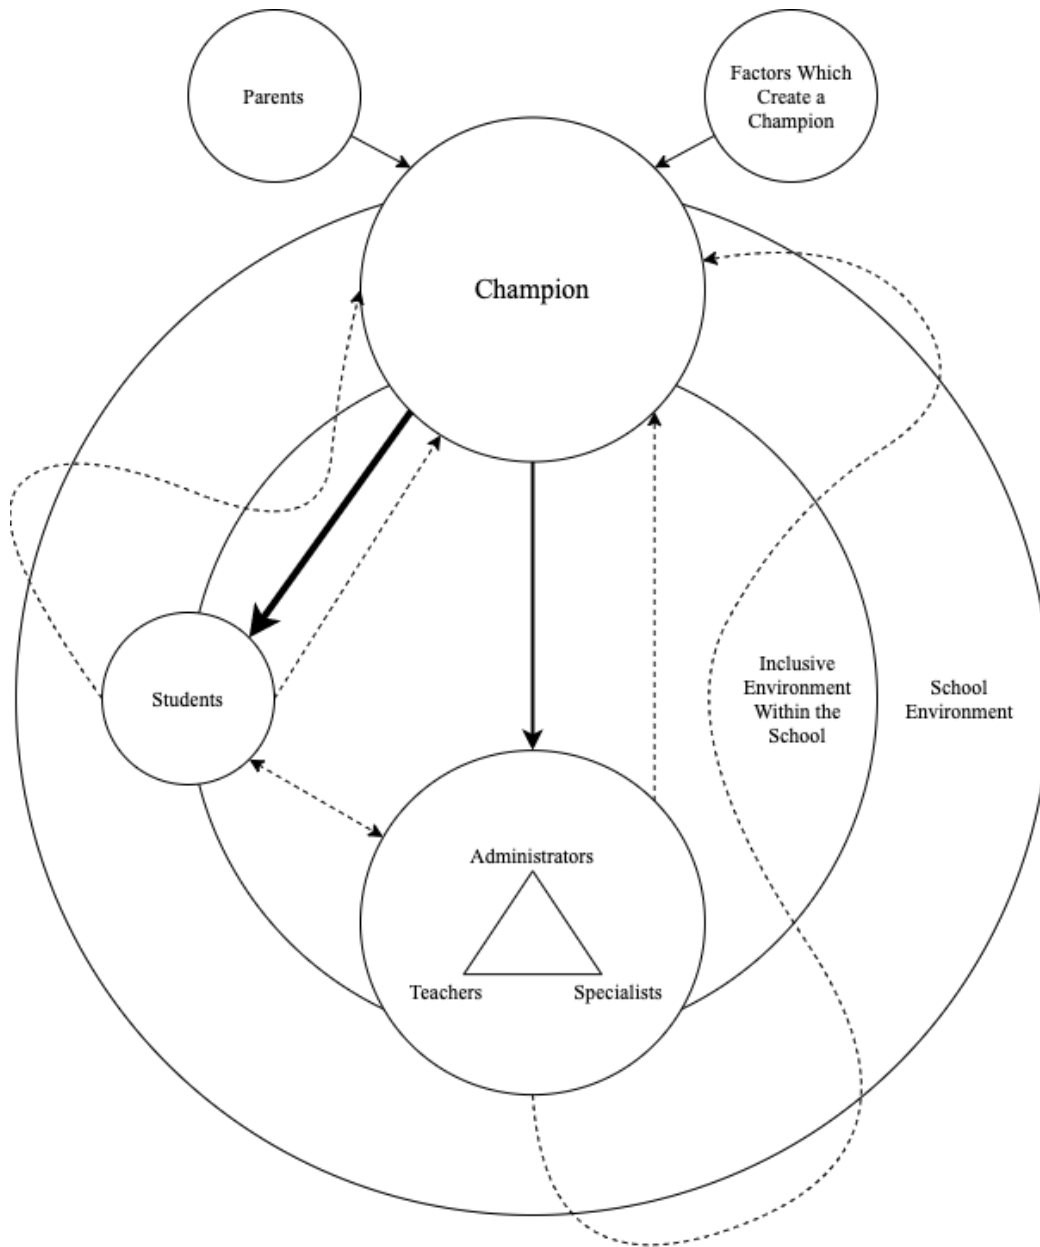 Parents
Factors Which
Create a
Champion
Champion
Students
Inclusive
Environment
Within the
School
School
Environment
Administrators
Teachers
Specialists